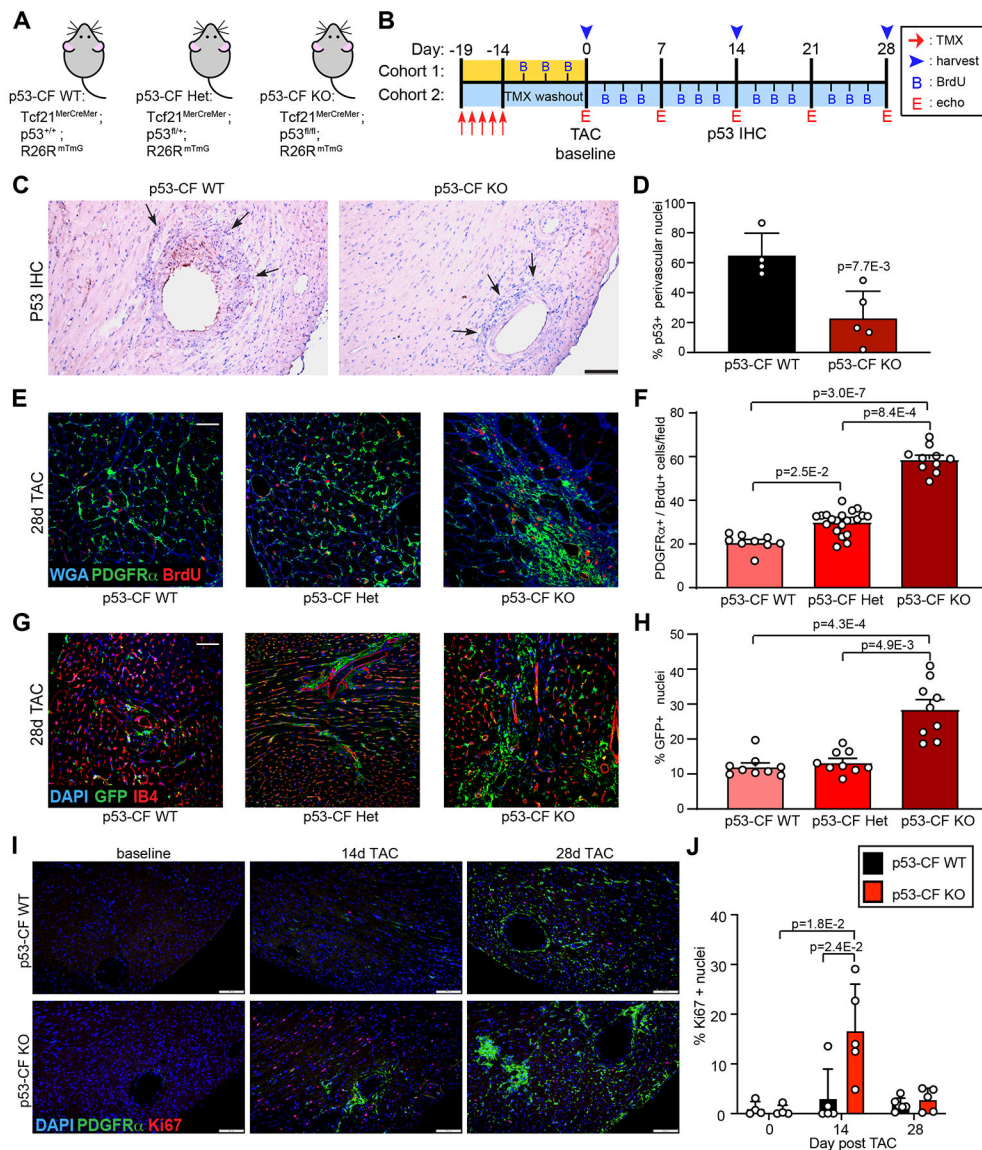 A
p53-CF WT:
Tcf21MerCreMer ;
p53+/+ ;
R26RmTmG
p53-CF Het:
Tcf21MerCreMer ;
p53fl/+ ;
R26RmTmG
p53-CF KO:
Tcf21MerCreMer ;
p53fl/fl ;
R26RmTmG
B
Day: -19 -14 0 7 14 21 28
Cohort 1: B B B
Cohort 2: TMX washout B B B B B B B B B B B B
E E E E E
TAC
baseline
p53 IHC
: TMX
: harvest
B : BrdU
E : echo
C
p53-CF WT
p53-CF KO
P53 IHC
D
% p53+ perivascular nuclei
100
80
60
40
20
0
p=7.7E-3
p53-CF WT
p53-CF KO
E
28d TAC
WGA PDGFRα BrdU
p53-CF WT
p53-CF Het
p53-CF KO
F
PDGFRα+ / Brdu+ cells/field
80
60
40
20
0
p=3.0E-7
p=8.4E-4
p=2.5E-2
p53-CF WT
p53-CF Het
p53-CF KO
G
28d TAC
DAPI GFP IB4
p53-CF WT
p53-CF Het
p53-CF KO
H
% GFP+ nuclei
50
40
30
20
10
0
p=4.3E-4
p=4.9E-3
p53-CF WT
p53-CF Het
p53-CF KO
I
baseline
14d TAC
28d TAC
p53-CF WT
p53-CF KO
DAPI PDGFRα Ki67
J
p53-CF WT
p53-CF KO
% Ki67 + nuclei
40
30
20
10
0
p=1.8E-2
p=2.4E-2
0
14
28
Day post TAC